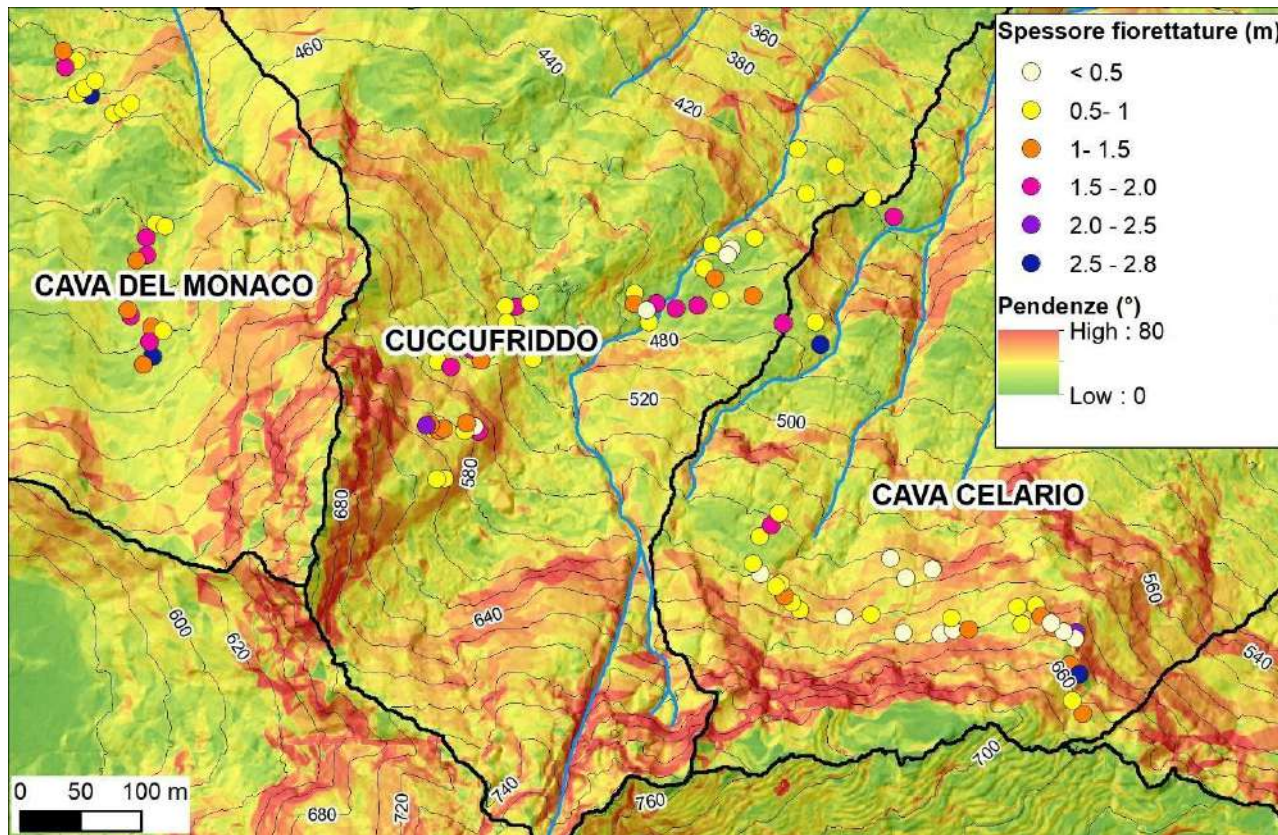 Spessore fiorettature (m)
< 0.5
0.5- 1
1- 1.5
1.5 - 2.0
2.0 - 2.5
2.5 - 2.8
Pendenze (°)
High : 80
Low : 0
460
440
360
380
420
CAVA DEL MONACO
CUCCUFRIDDO
480
520
500
580
680
CAVA CELARIO
600
620
640
560
540
660
700
740
760
680
720
0 50 100 m